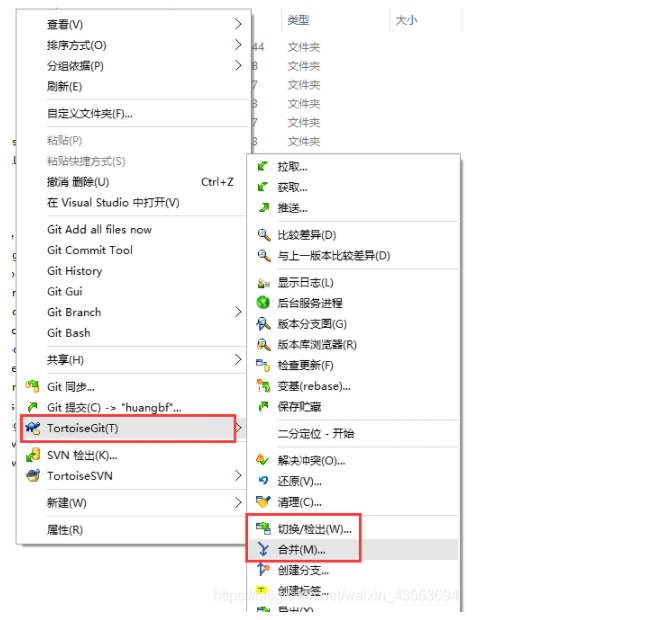 类型 大小
查看(V)
排序方式(O)
44 文件夹
分组依据(P)
8 文件夹
刷新(E)
7 文件夹
3 文件夹
自定义文件夹(F)...
7 文件夹
粘贴(P)
3 文件夹
粘贴快捷方式(S)
撤消 删除(U) Ctrl+Z
在 Visual Studio 中打开(V)
Git Add all files now
Git Commit Tool
Git History
Git Gui
Git Branch
Git Bash
共享(H)
Git 同步...
Git 提交(C) -> "huangbf"...
TortoiseGit(T)
SVN 检出(K)...
TortoiseSVN
新建(W)
属性(R)
拉取...
获取...
推送...
比较差异(D)
与上一版本比较差异(D)
显示日志(L)
后台服务进程
版本分支图(G)
版本库浏览器(R)
检查更新(F)
变基(rebase)...
保存贮藏
二分定位 - 开始
解决冲突(O)...
还原(V)...
清理(C)...
切换/检出(W)...
合并(M)...
创建分支...
创建标签...
导出(X)